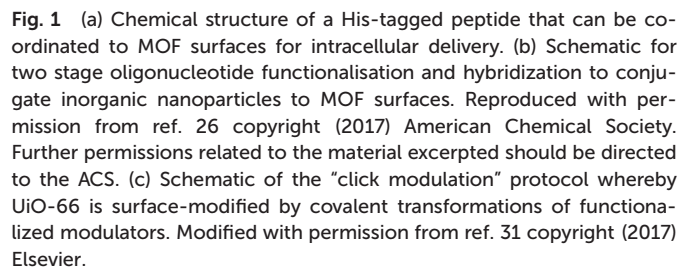 Fig. 1 (a) Chemical structure of a His-tagged peptide that can be co-
ordinated to MOF surfaces for intracellular delivery. (b) Schematic for
two stage oligonucleotide functionalisation and hybridization to conju-
gate inorganic nanoparticles to MOF surfaces. Reproduced with per-
mission from ref. 26 copyright (2017) American Chemical Society.
Further permissions related to the material excerpted should be directed
to the ACS. (c) Schematic of the “click modulation” protocol whereby
UiO-66 is surface-modified by covalent transformations of functiona-
lized modulators. Modified with permission from ref. 31 copyright (2017)
Elsevier.